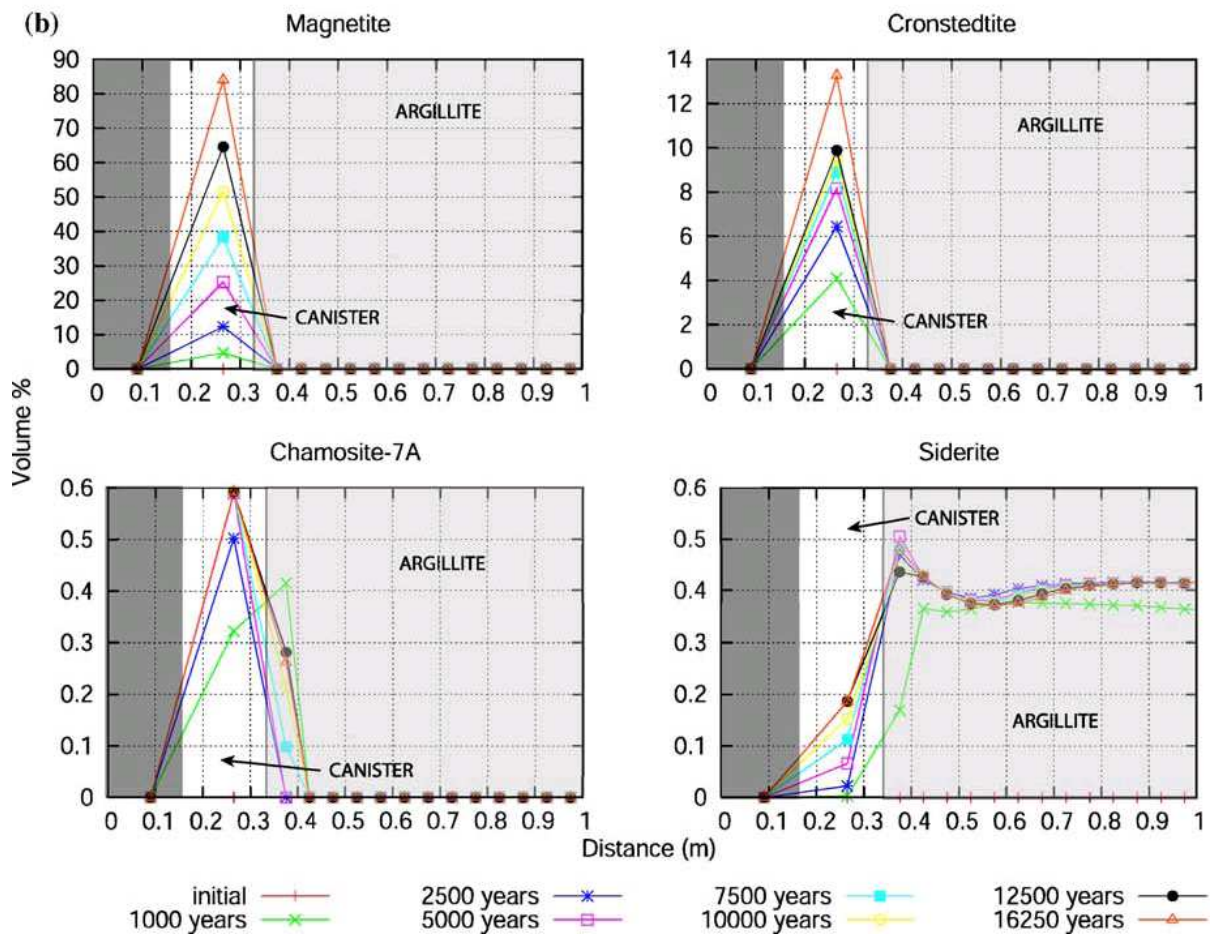 (b)
Magnetite
Cronstedtite
90
80
70
60
50
40
30
20
10
0
ARGILLITE
CANISTER
0 0.1 0.2 0.3 0.4 0.5 0.6 0.7 0.8 0.9 1
14
12
10
8
6
4
2
0
ARGILLITE
CANISTER
0 0.1 0.2 0.3 0.4 0.5 0.6 0.7 0.8 0.9 1
Volume %
Chamosite-7A
Siderite
0.6
0.5
0.4
0.3
0.2
0.1
0
ARGILLITE
CANISTER
0 0.1 0.2 0.3 0.4 0.5 0.6 0.7 0.8 0.9 1
0.6
0.5
0.4
0.3
0.2
0.1
0
CANISTER
ARGILLITE
0 0.1 0.2 0.3 0.4 0.5 0.6 0.7 0.8 0.9 1
Distance (m)
initial 2500 years 7500 years 12500 years
1000 years 5000 years 10000 years 16250 years